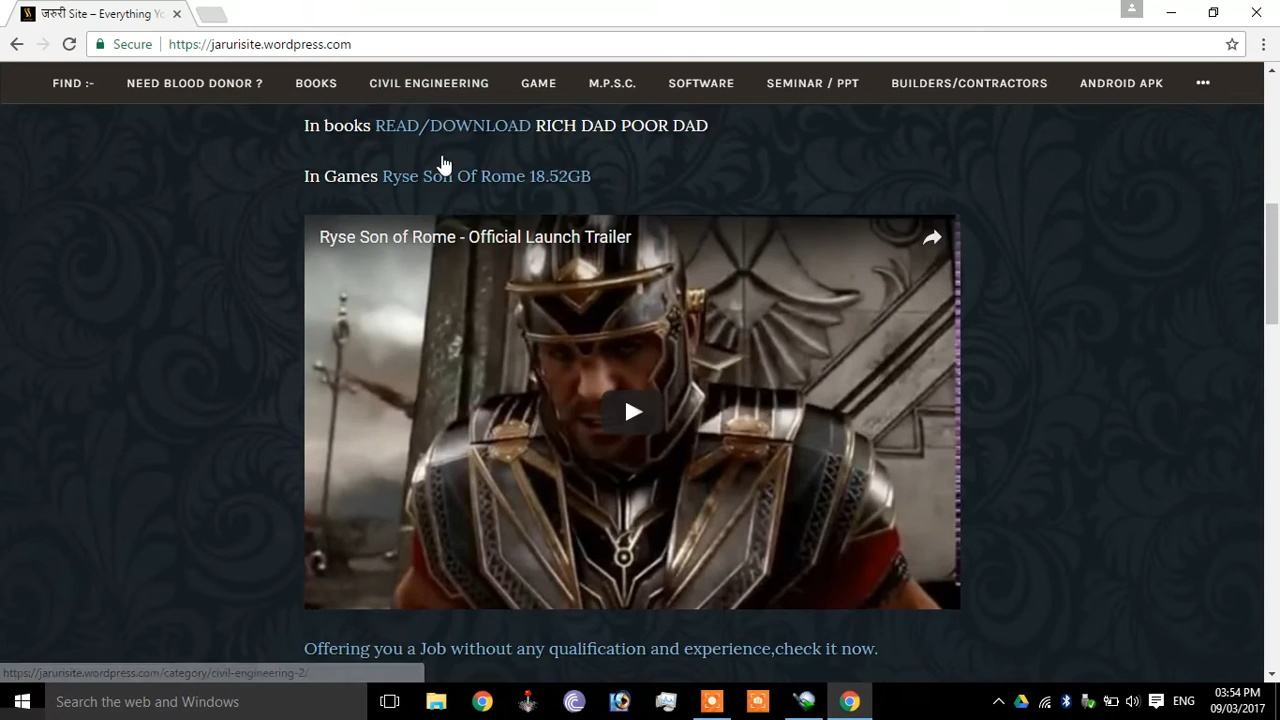 जरुरी Site – Everything Yo
Secure
https://jarurisite.wordpress.com
FIND :-
NEED BLOOD DONOR ?
BOOKS
CIVIL ENGINEERING
GAME
M.P.S.C.
SOFTWARE
SEMINAR / PPT
BUILDERS/CONTRACTORS
ANDROID APK
•••
In books READ/DOWNLOAD RICH DAD POOR DAD
In Games Ryse Son Of Rome 18.52GB
Ryse Son of Rome - Official Launch Trailer
Offering you a Job without any qualification and experience,check it now.
https://jarurisite.wordpress.com/category/civil-engineering-2/
Search the web and Windows
ENG
03:54 PM
09/03/2017